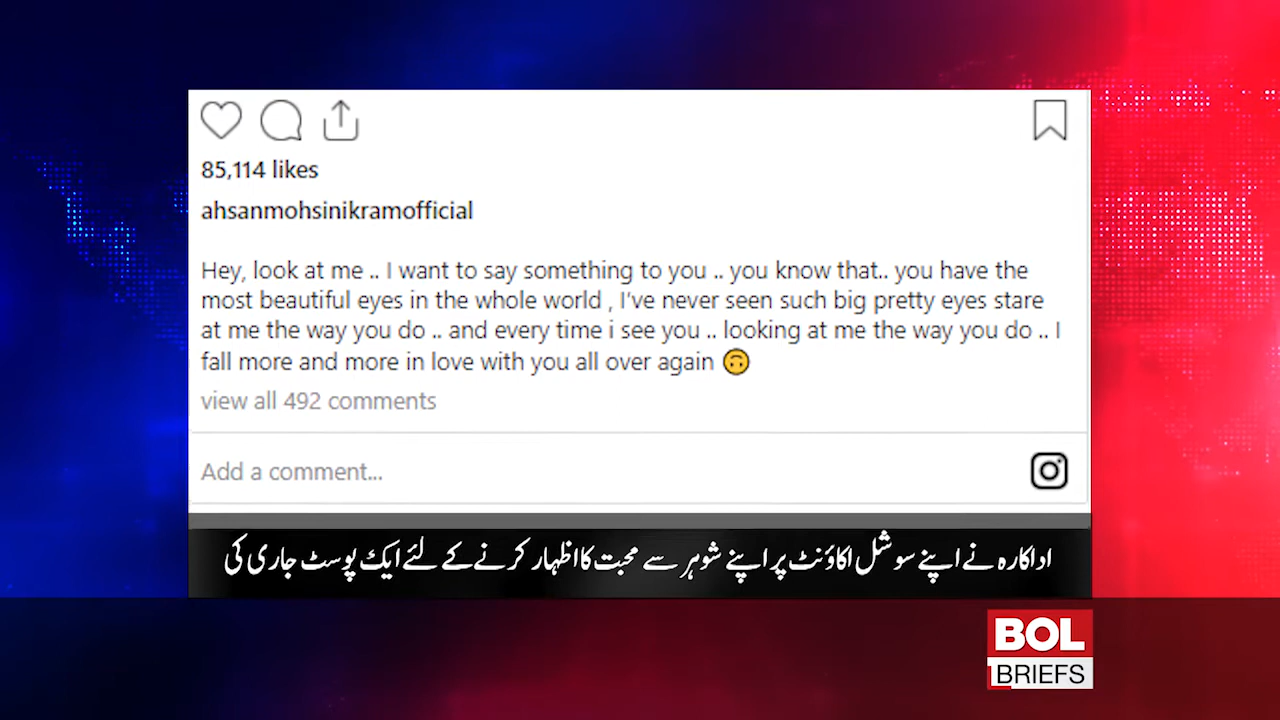 85,114 likes
ahsanmohsinikramofficial
Hey, look at me .. I want to say something to you .. you know that.. you have the
most beautiful eyes in the whole world , I've never seen such big pretty eyes stare
at me the way you do .. and every time i see you .. looking at me the way you do .. I
fall more and more in love with you all over again 🙃
view all 492 comments
Add a comment...
اداکارہ نے اپنے سوشل اکاؤنٹ پر اپنے شوہر سے محبت کا اظہار کرنے کے لئے ایک پوسٹ جاری کی
BOL
BRIEFS